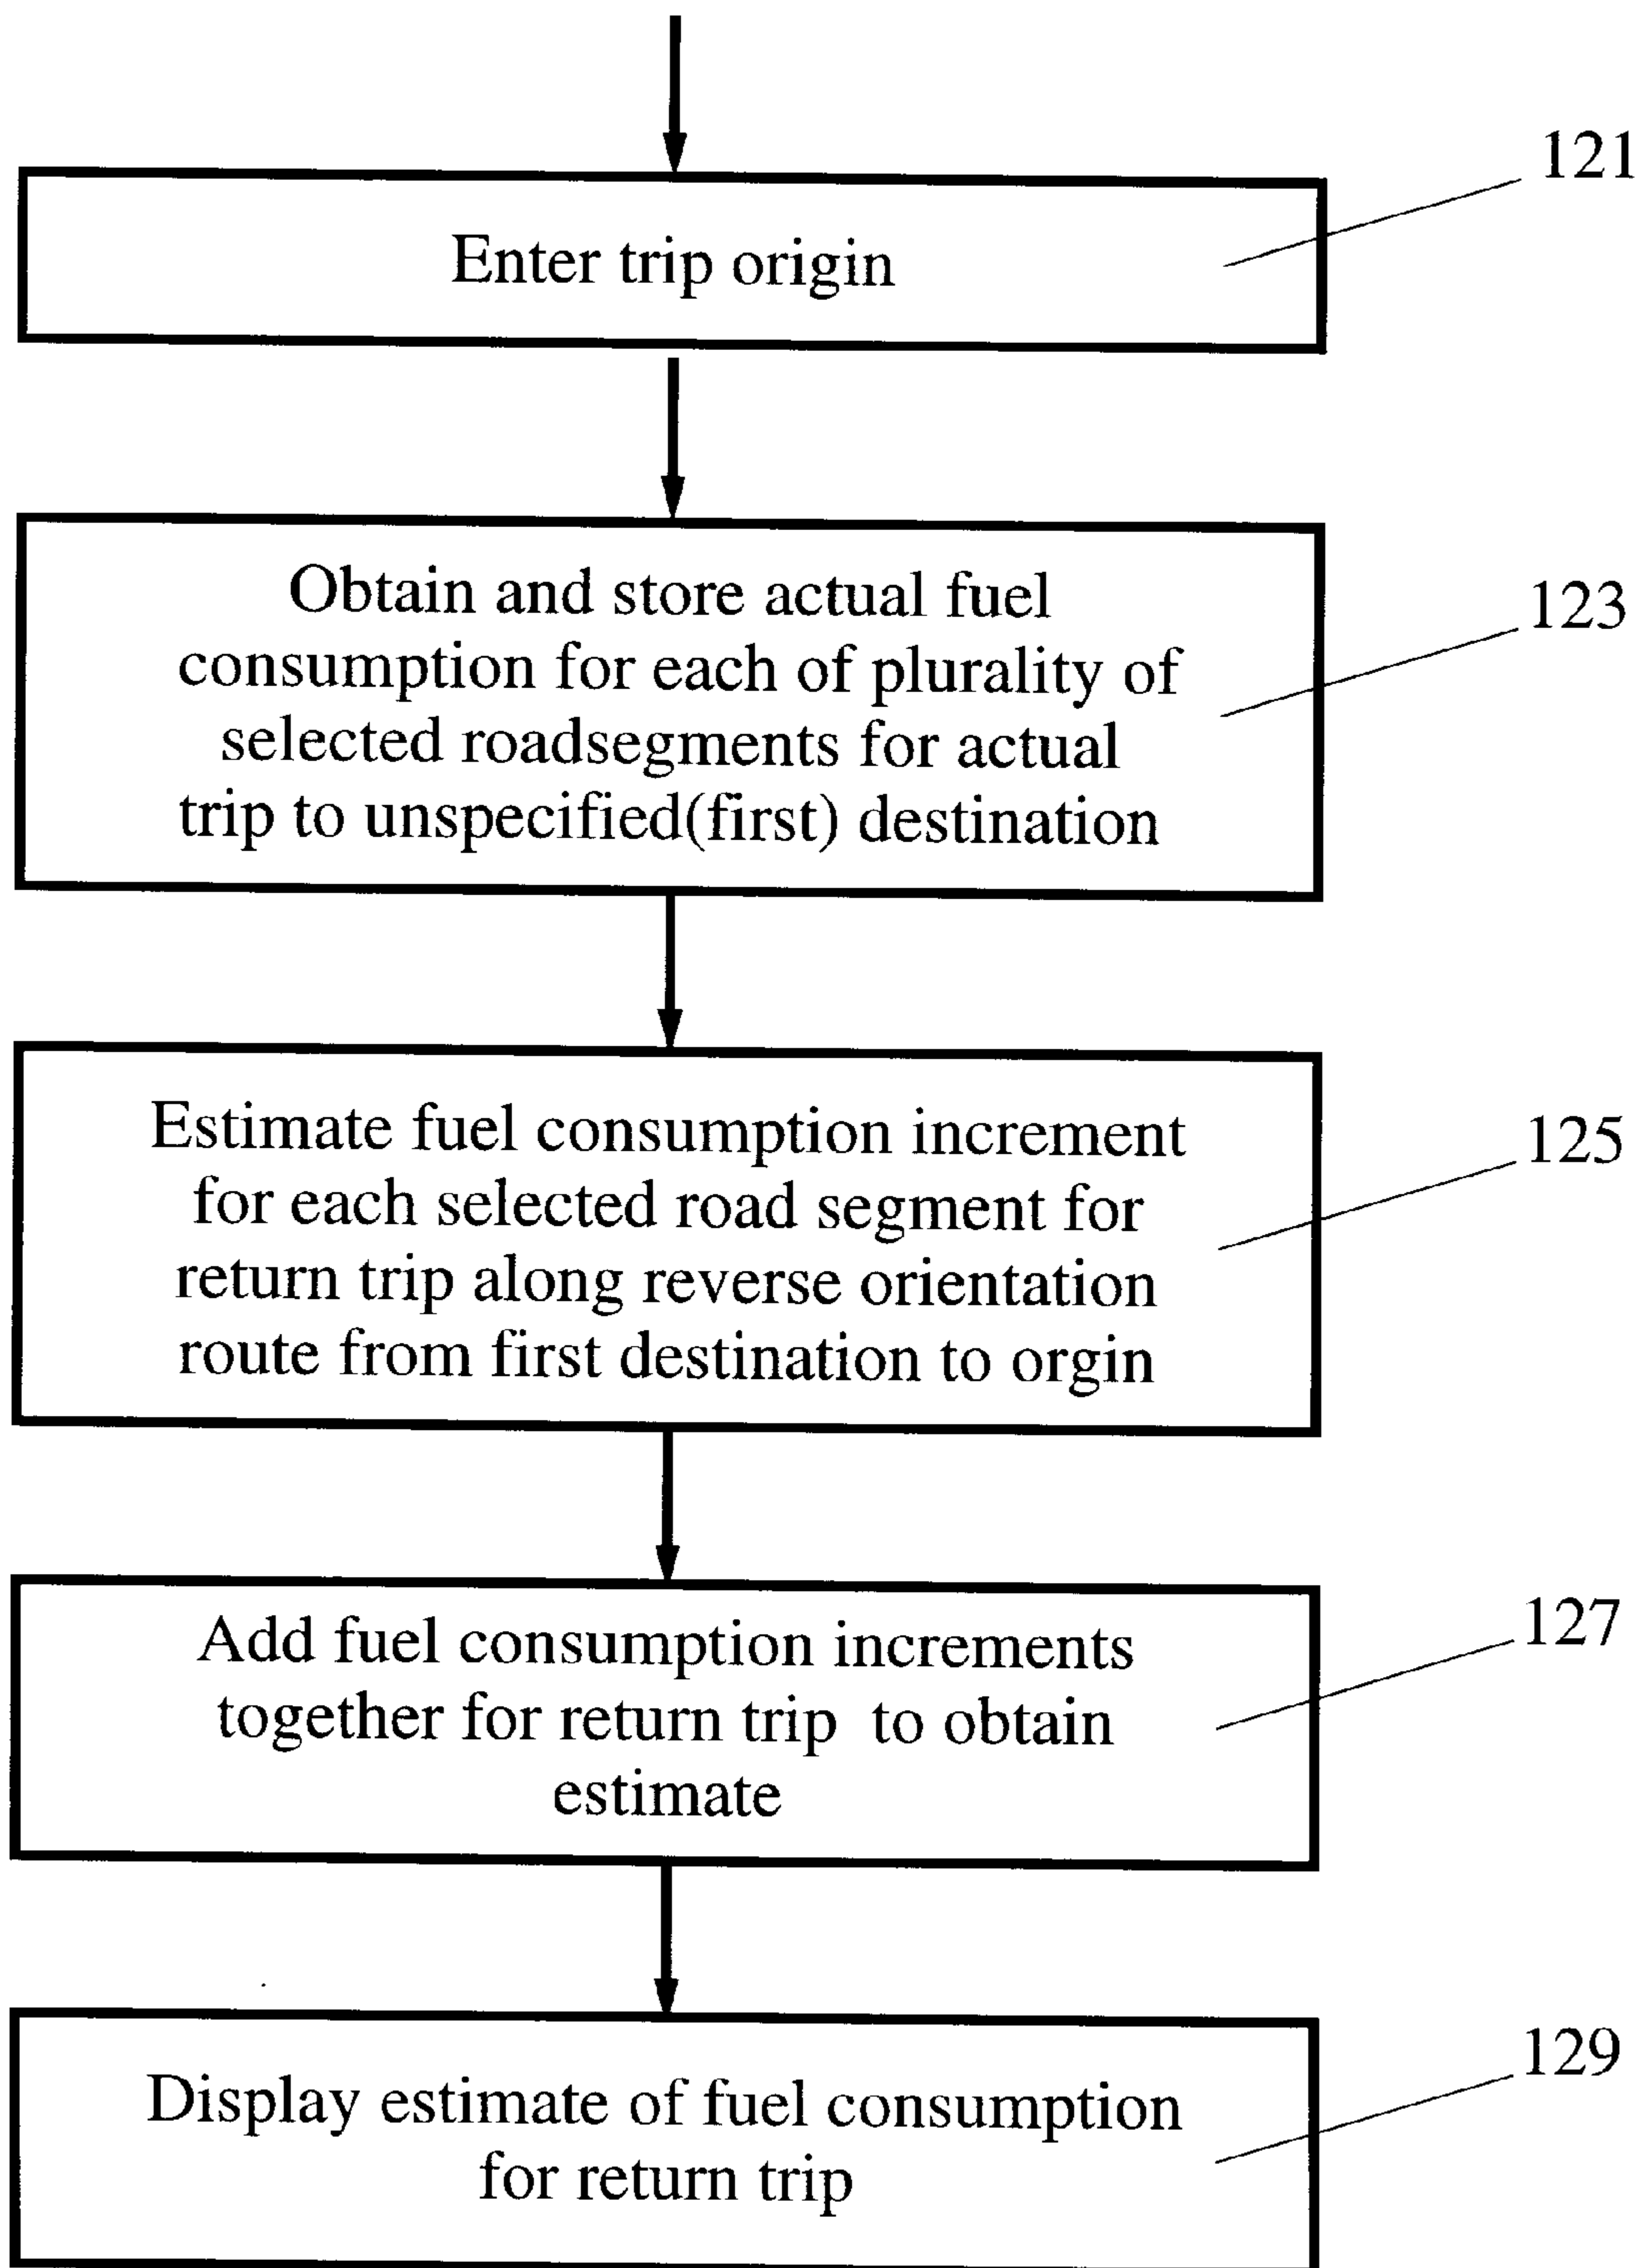 121
Enter trip origin
Obtain and store actual fuel
consumption for each of plurality of
selected roadsegments for actual
trip to unspecified(first) destination
123
Estimate fuel consumption increment
for each selected road segment for
return trip along reverse orientation
route from first destination to orgin
125
Add fuel consumption increments
together for return trip to obtain
estimate
127
Display estimate of fuel consumption
for return trip
129